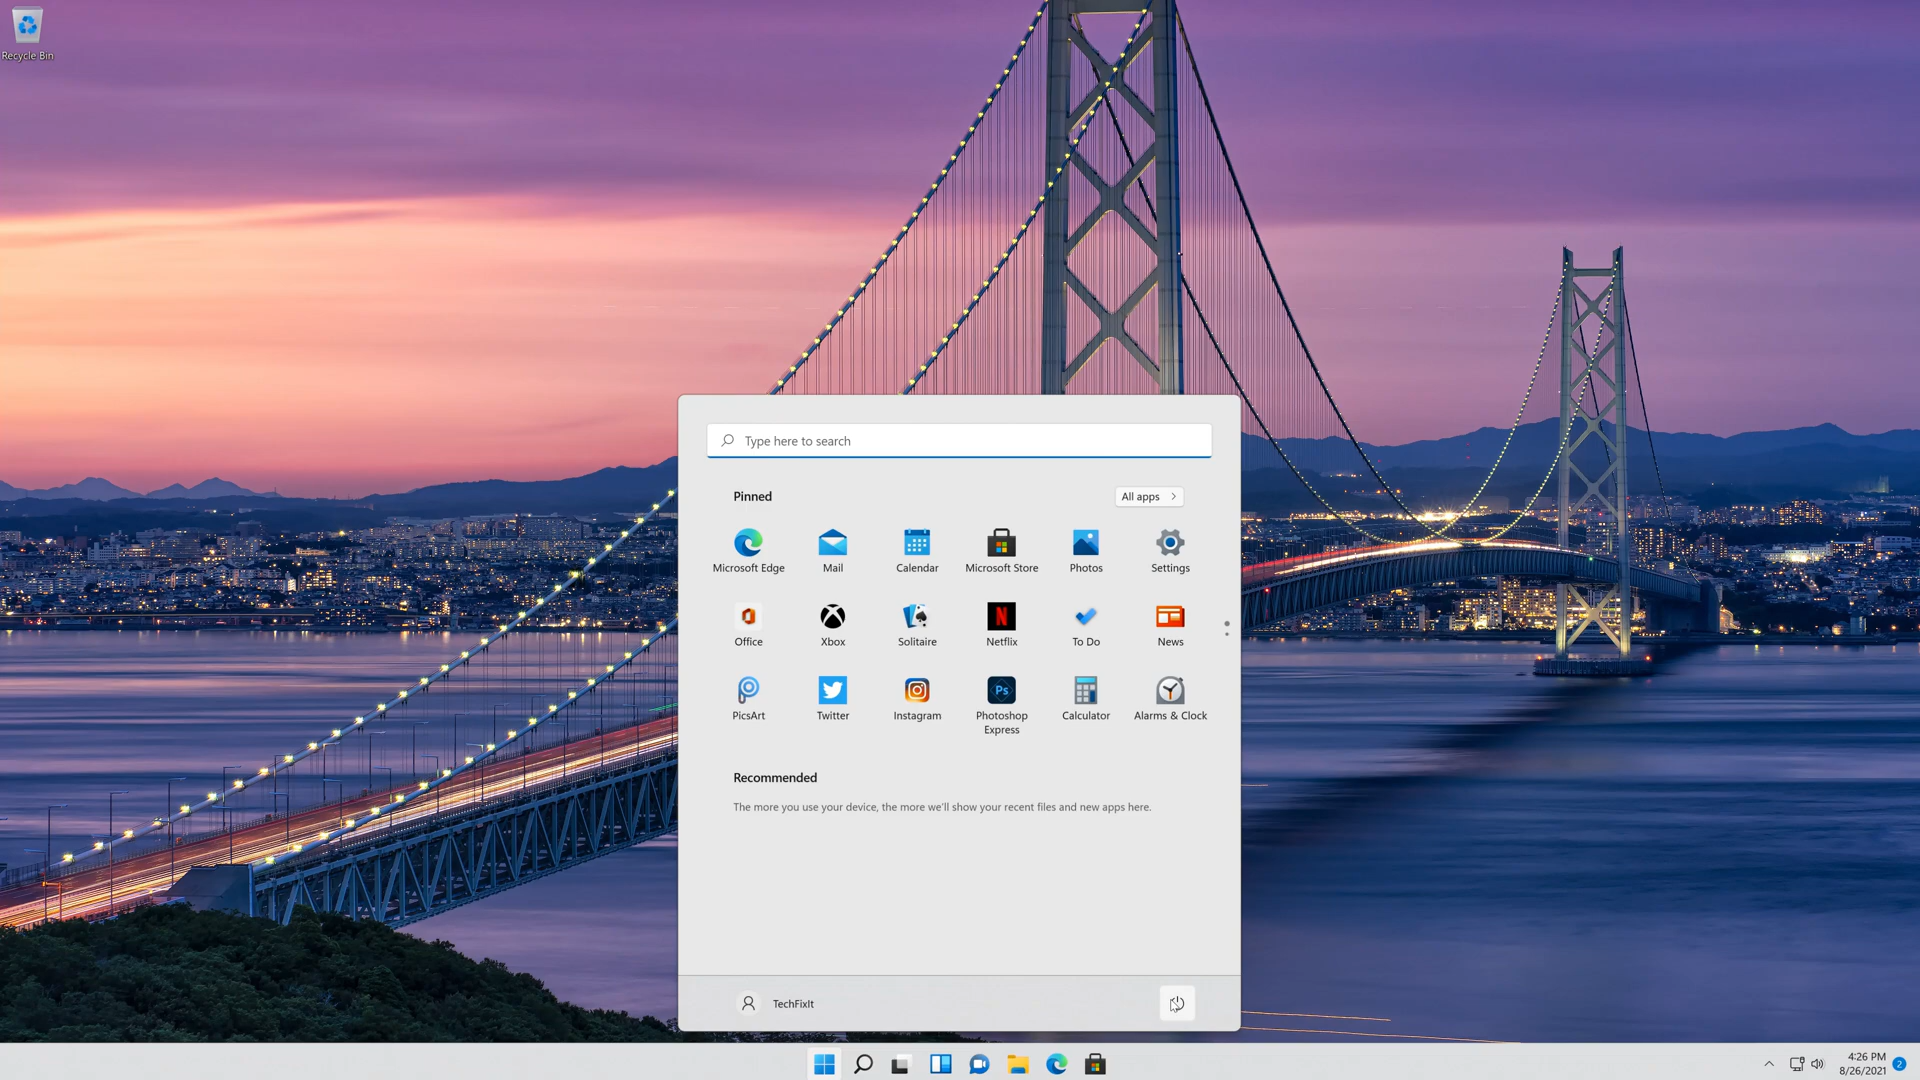 Recycle Bin
Type here to search
Pinned
All apps
Microsoft Edge
Mail
Calendar
Microsoft Store
Photos
Settings
Office
Xbox
Solitaire
Netflix
To Do
News
PicsArt
Twitter
Instagram
Photoshop
Express
Calculator
Alarms & Clock
Ps
Recommended
The more you use your device, the more we'll show your recent files and new apps here.
TechFixIt
4:26 PM
8/26/2021
2